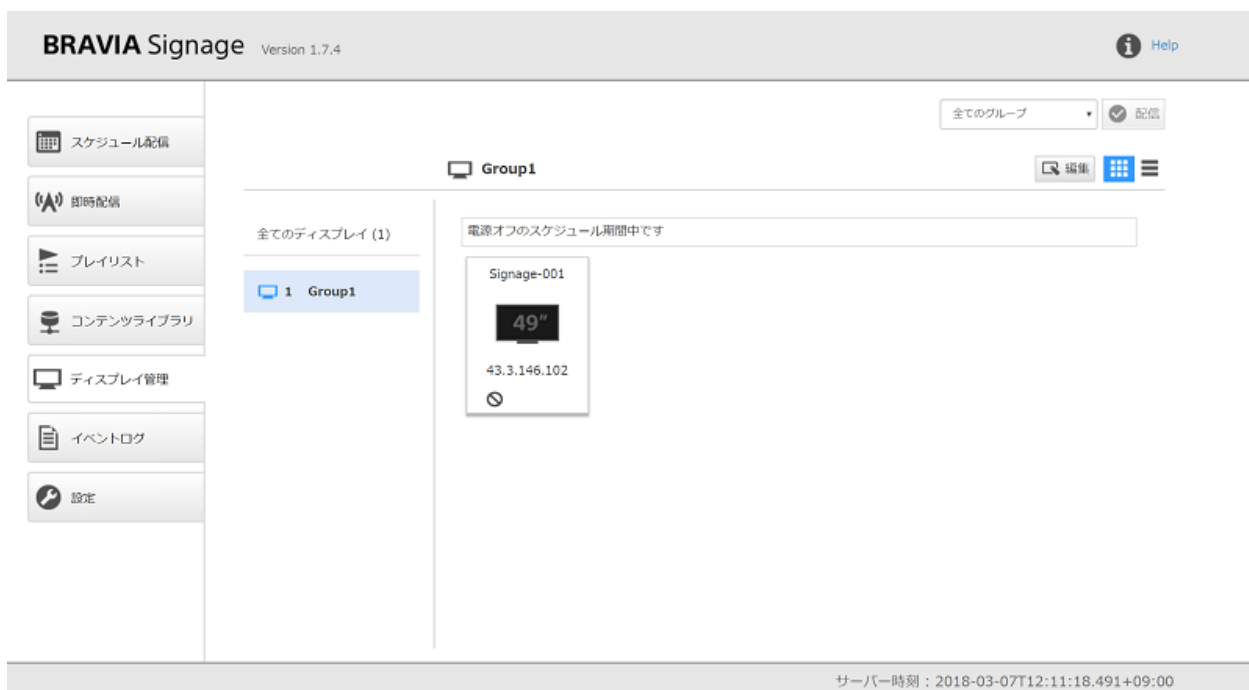 BRAVIA Signage Version 1.7.4
Help
スケジュール配信
即時配信
プレイリスト
コンテンツライブラリ
ディスプレイ管理
イベントログ
設定
全てのグループ
配信
Group1
編集
全てのディスプレイ (1)
1 Group1
電源オフのスケジュール期間中です
Signage-001
49"
43.3.146.102
サーバー時刻 : 2018-03-07T12:11:18.491+09:00